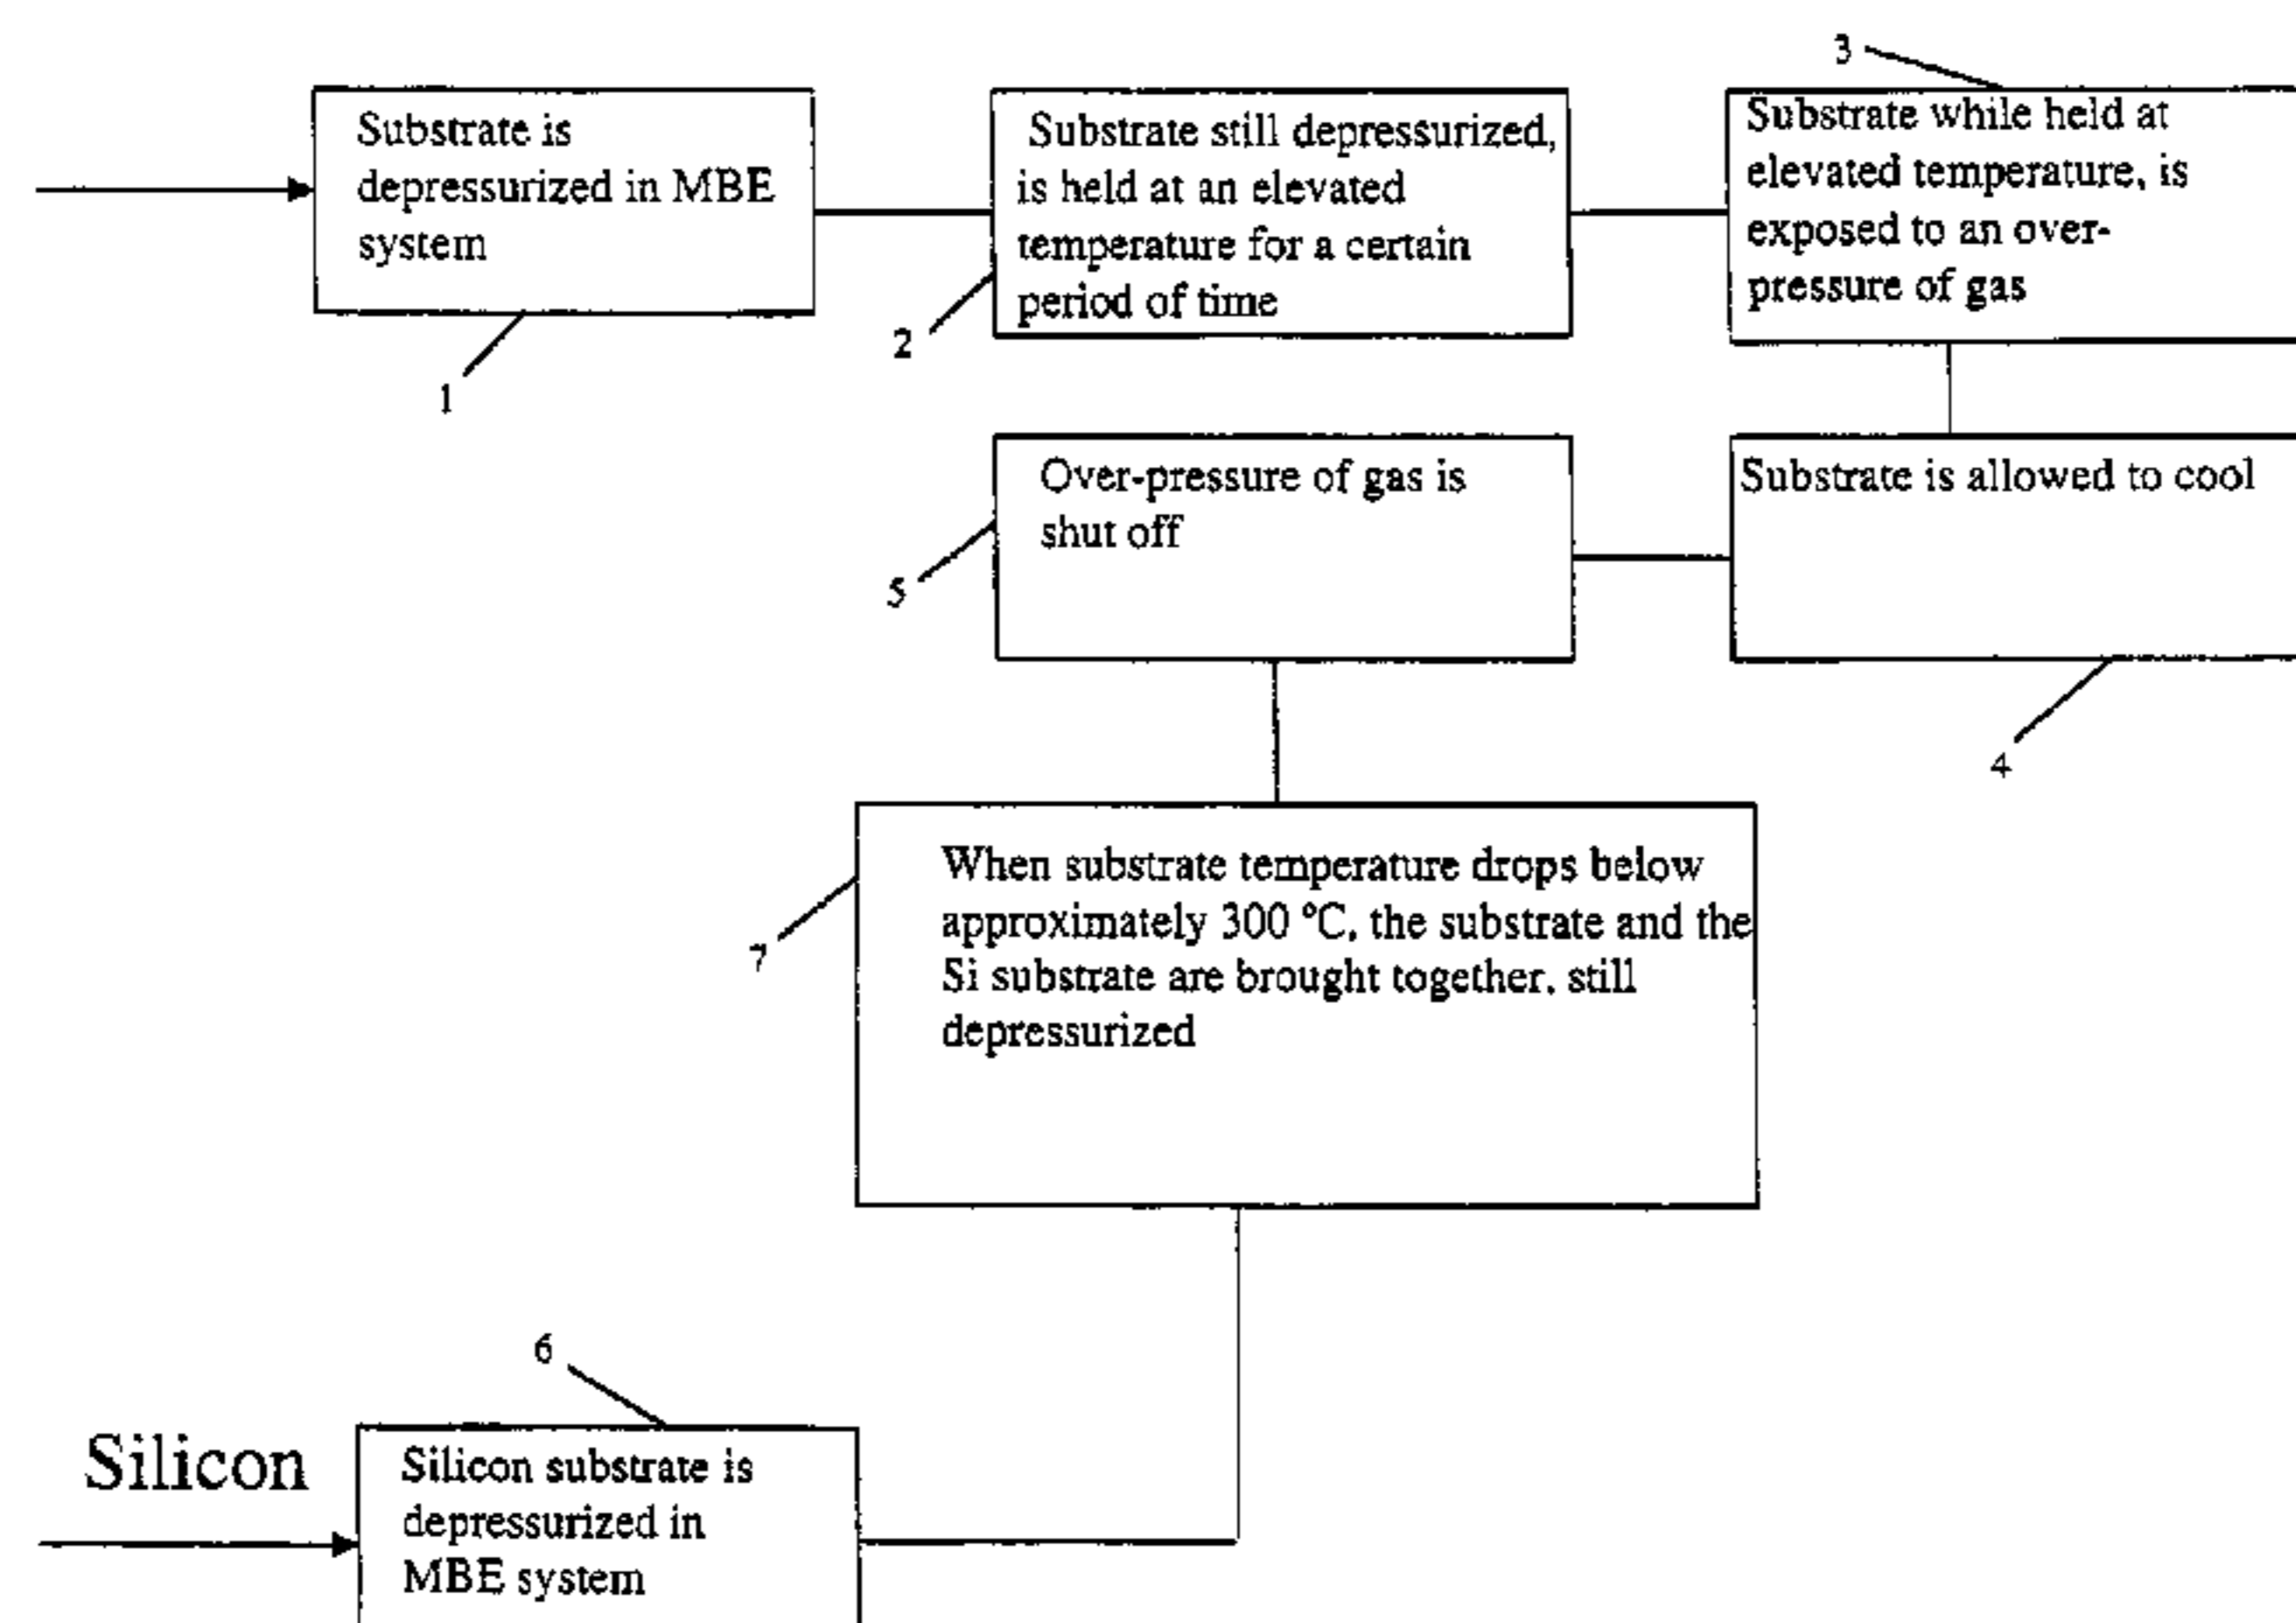 3
Substrate is
depressurized in MBE
system
1
Substrate still depressurized,
is held at an elevated
temperature for a certain
period of time
2
Substrate while held at
elevated temperature, is
exposed to an over-
pressure of gas
Over-pressure of gas is
shut off
5
Substrate is allowed to cool
4
When substrate temperature drops below
approximately 300 °C, the substrate and the
Si substrate are brought together, still
depressurized
7
6
Silicon
Silicon substrate is
depressurized in
MBE system